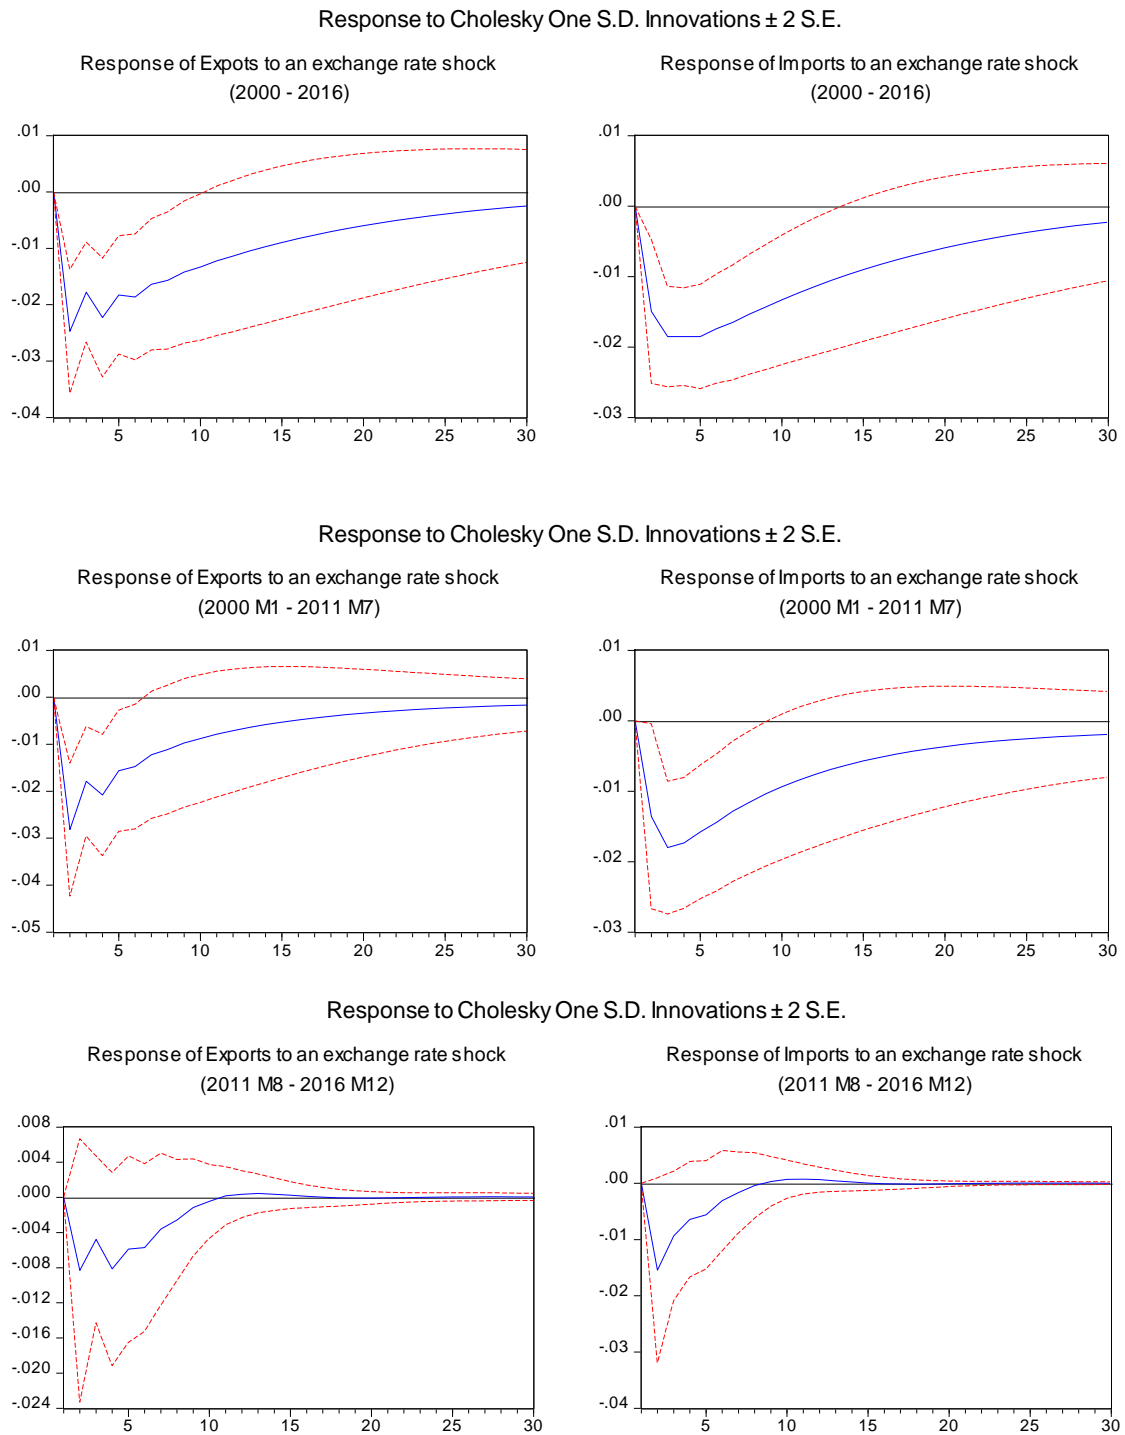 Response to Cholesky One S.D. Innovations ± 2 S.E.
Response of Expots to an exchange rate shock
(2000 - 2016)
.01
.00
-.01
-.02
-.03
-.04
5 10 15 20 25 30
Response of Imports to an exchange rate shock
(2000 - 2016)
.01
.00
-.01
-.02
-.03
5 10 15 20 25 30
Response to Cholesky One S.D. Innovations ± 2 S.E.
Response of Exports to an exchange rate shock
(2000 M1 - 2011 M7)
.01
.00
-.01
-.02
-.03
-.04
-.05
5 10 15 20 25 30
Response of Imports to an exchange rate shock
(2000 M1 - 2011 M7)
.01
.00
-.01
-.02
-.03
5 10 15 20 25 30
Response to Cholesky One S.D. Innovations ± 2 S.E.
Response of Exports to an exchange rate shock
(2011 M8 - 2016 M12)
.008
.004
.000
-.004
-.008
-.012
-.016
-.020
-.024
5 10 15 20 25 30
Response of Imports to an exchange rate shock
(2011 M8 - 2016 M12)
.01
.00
-.01
-.02
-.03
-.04
5 10 15 20 25 30